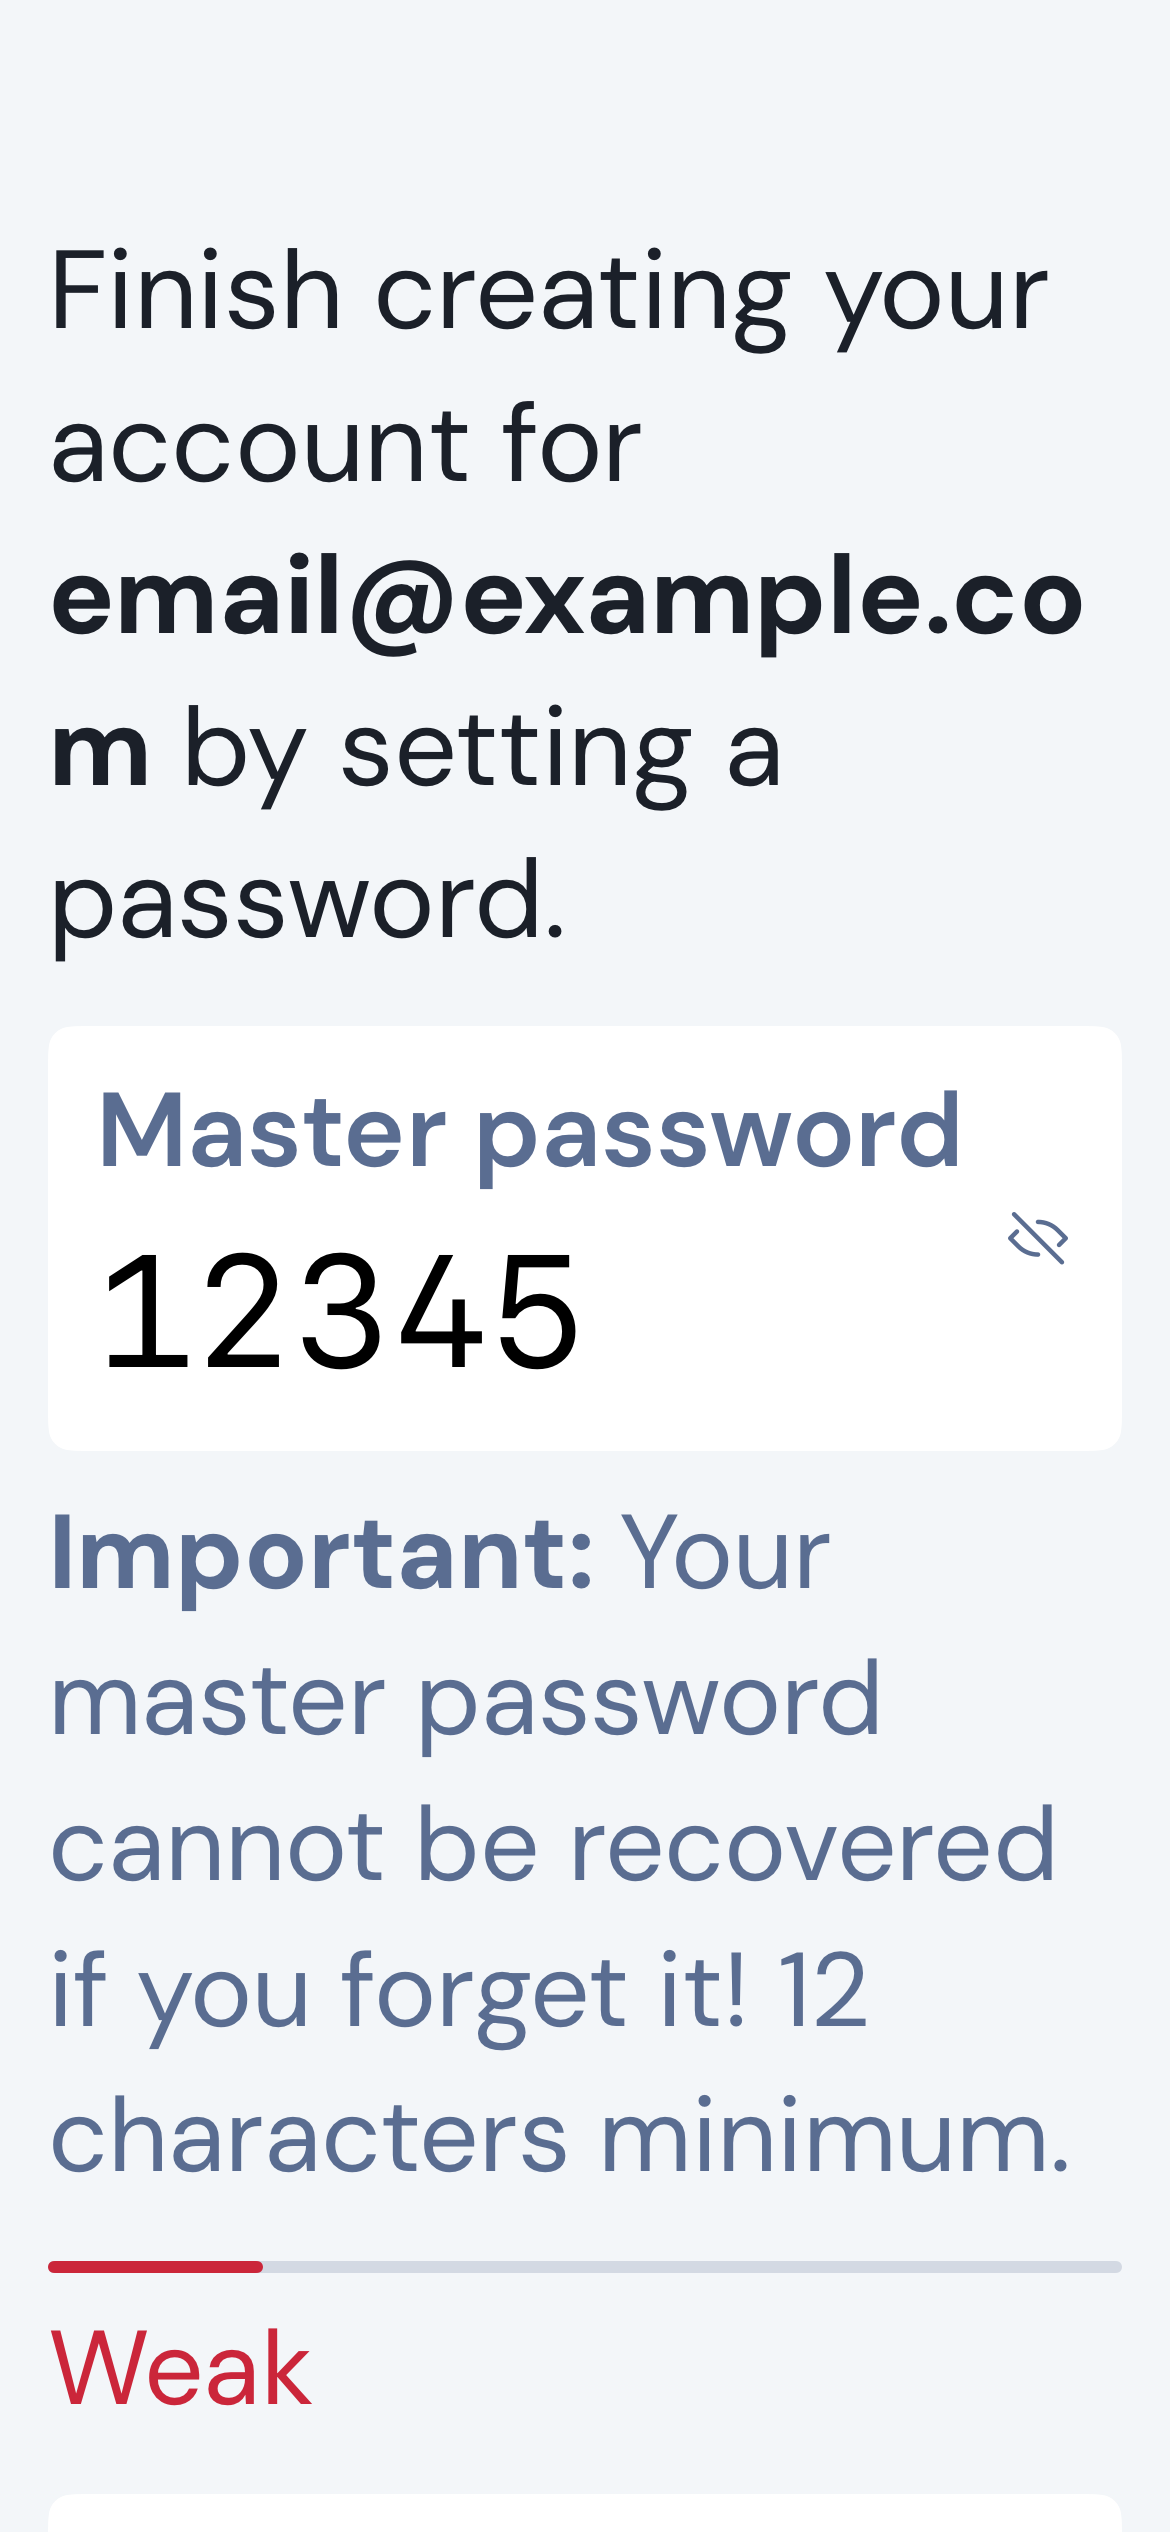 Finish creating your
account for
email@example.co
m by setting a
password.
Master password
12345
Important: Your
master password
cannot be recovered
if you forget it! 12
characters minimum.
Weak